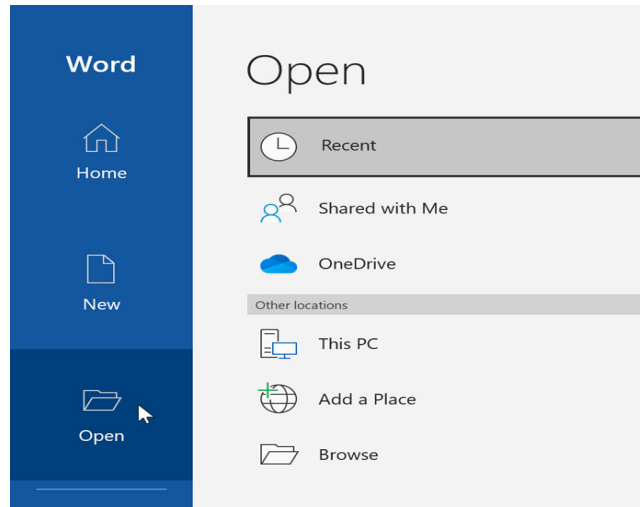 Word
Home
New
Open
Open
Recent
Shared with Me
OneDrive
Other locations
This PC
Add a Place
Browse